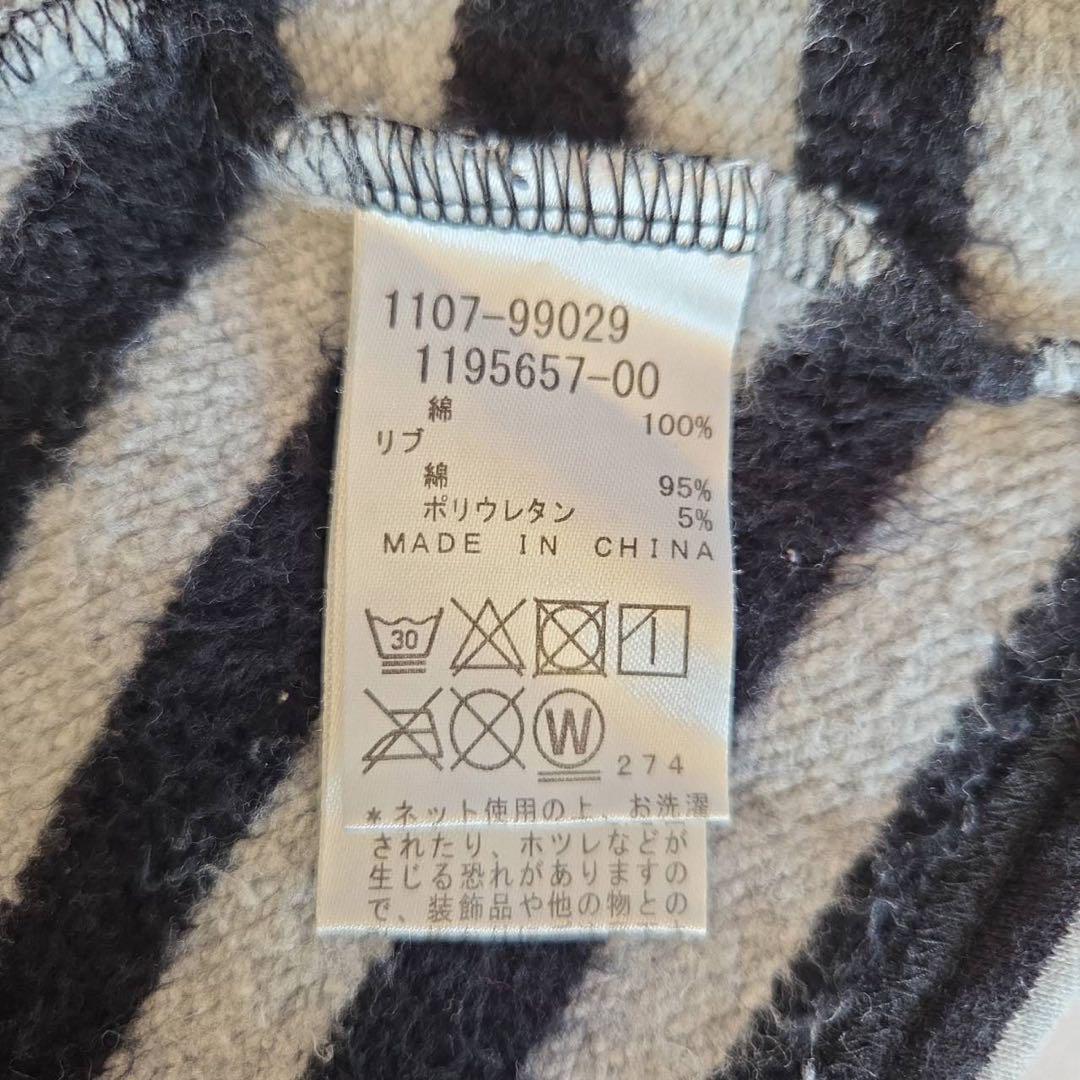 1107-99029
1195657-00
綿 100%
リブ
綿 95%
ポリウレタン 5%
MADE IN CHINA
30
W 274
*ネット使用の上、お洗濯
されたり、ホツレなどが
生じる恐れがありますの
で、装飾品や他の物との